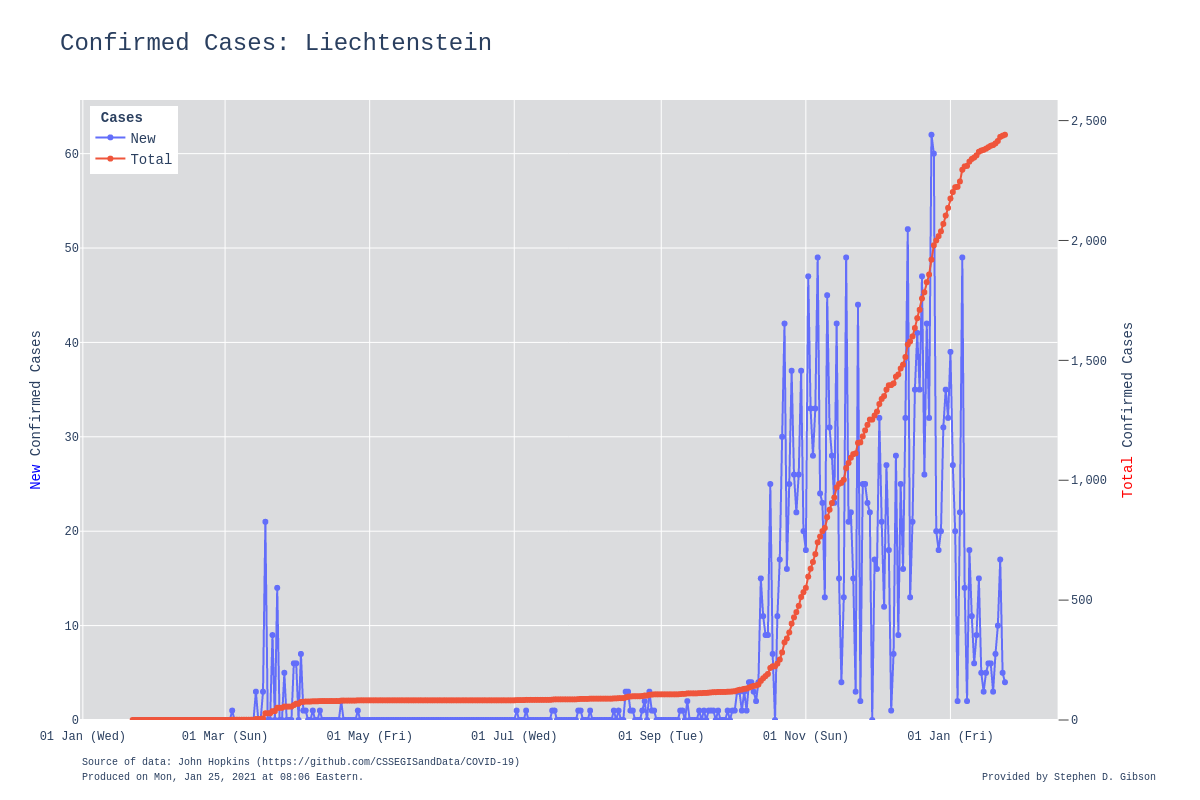 Confirmed Cases: Liechtenstein
Cases
New
Total
60
50
40
30
20
10
0
2,500
2,000
1,500
1,000
500
0
New Confirmed Cases
Total Confirmed Cases
01 Jan (Wed)
01 Mar (Sun)
01 May (Fri)
01 Jul (Wed)
01 Sep (Tue)
01 Nov (Sun)
01 Jan (Fri)
Source of data: John Hopkins (https://github.com/CSSEGISandData/COVID-19)
Produced on Mon, Jan 25, 2021 at 08:06 Eastern.
Provided by Stephen D. Gibson